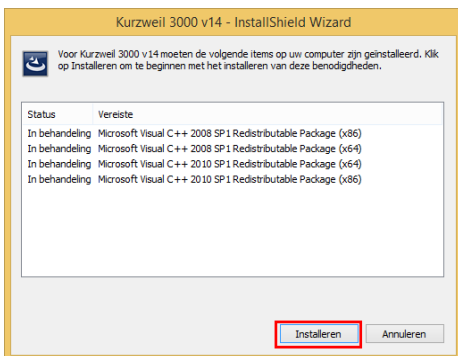 Kurzweil 3000 v14 - InstallShield Wizard
Voor Kurzweil 3000 v14 moeten de volgende items op uw computer zijn geïnstalleerd. Klik
op Installeren om te beginnen met het installeren van deze benodigdheden.
Status Vereiste
In behandeling Microsoft Visual C++ 2008 SP1 Redistributable Package (x86)
In behandeling Microsoft Visual C++ 2008 SP1 Redistributable Package (x64)
In behandeling Microsoft Visual C++ 2010 SP1 Redistributable Package (x64)
In behandeling Microsoft Visual C++ 2010 SP1 Redistributable Package (x86)
Installeren Annuleren